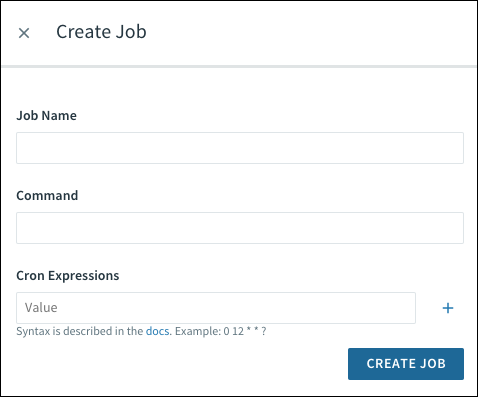 Create Job
Job Name
Command
Cron Expressions
Value
Syntax is described in the docs. Example: 0 12 * * ?
CREATE JOB